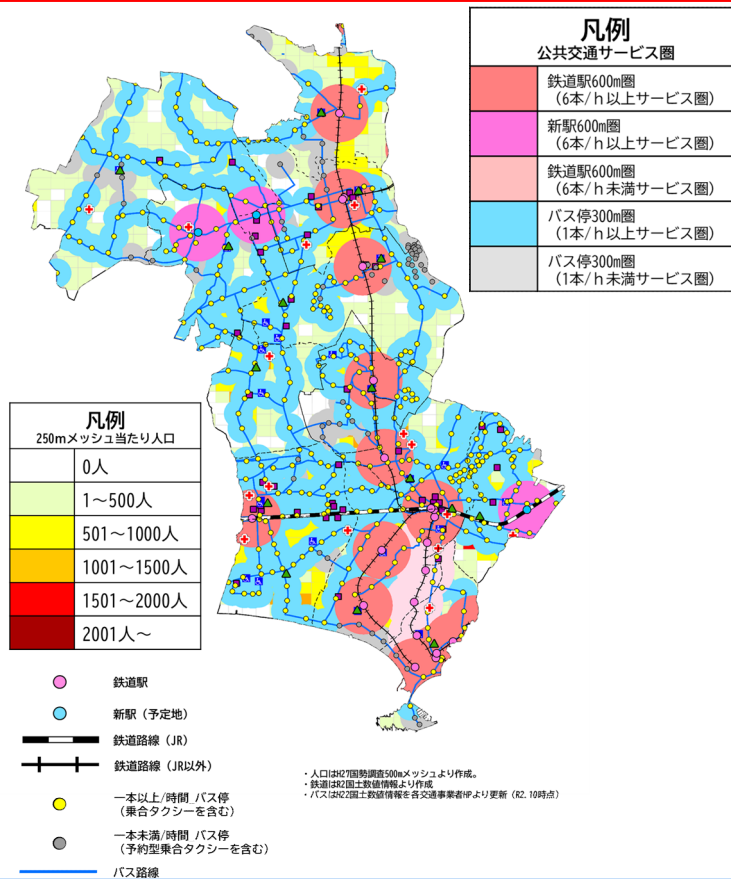 凡例
公共交通サービス圏
鉄道駅600m圏
（6本/ｈ以上サービス圏）
新駅600m圏
（6本/ｈ以上サービス圏）
鉄道駅600m圏
（6本/ｈ未満サービス圏）
バス停300m圏
（1本/ｈ以上サービス圏）
バス停300m圏
（1本/ｈ未満サービス圏）
凡例
250mメッシュ当たり人口
0人
1～500人
501～1000人
1001～1500人
1501～2000人
2001人～
鉄道駅
新駅（予定地）
鉄道路線（JR）
鉄道路線（JR以外）
一本以上/時間_バス停
（乗合タクシーを含む）
一本未満/時間_バス停
（予約型乗合タクシーを含む）
バス路線
・人口はH27国勢調査500mメッシュより作成。
・鉄道はR2国土数値情報より作成
・バスはH22国土数値情報を各交通事業者HPより更新（R2.10時点）